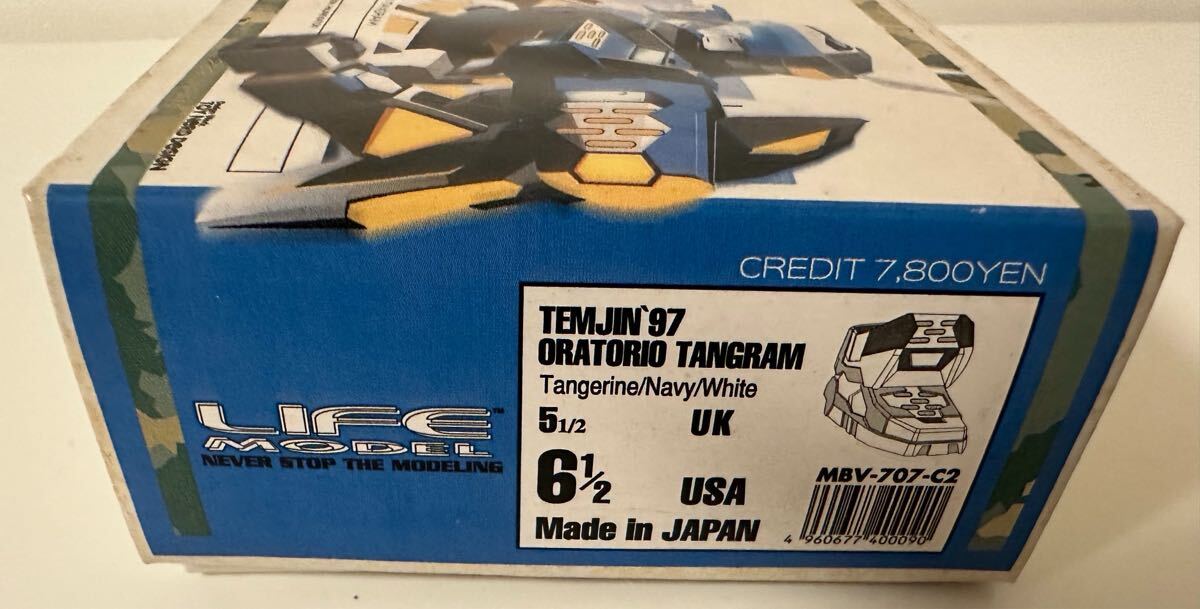 CREDIT 7,800YEN
TEMJIN`97
ORATORIO TANGRAM
Tangerine/Navy/White
5 1/2 UK
6 1/2 USA
Made in JAPAN
MBV-707-C2
4 960677 400090
LIFE™
MODEL
NEVER STOP THE MODELING